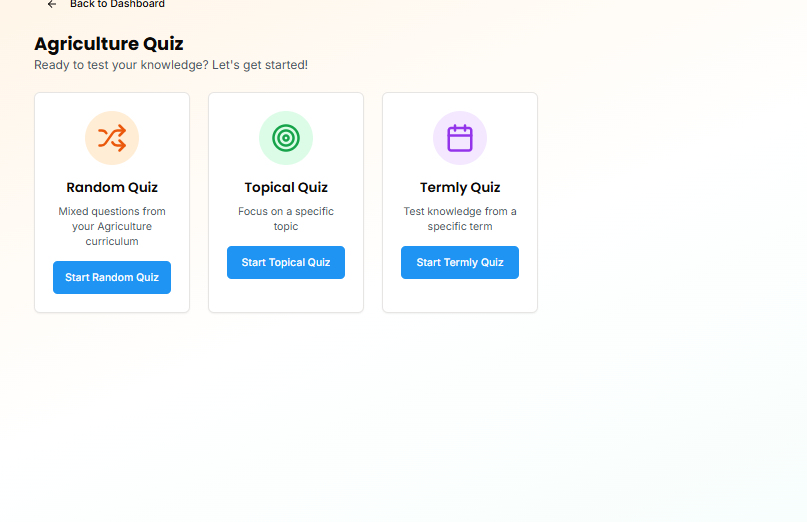 Back to Dashboard
Agriculture Quiz
Ready to test your knowledge? Let's get started!
Random Quiz
Mixed questions from
your Agriculture
curriculum
Start Random Quiz
Topical Quiz
Focus on a specific
topic
Start Topical Quiz
Termly Quiz
Test knowledge from a
specific term
Start Termly Quiz